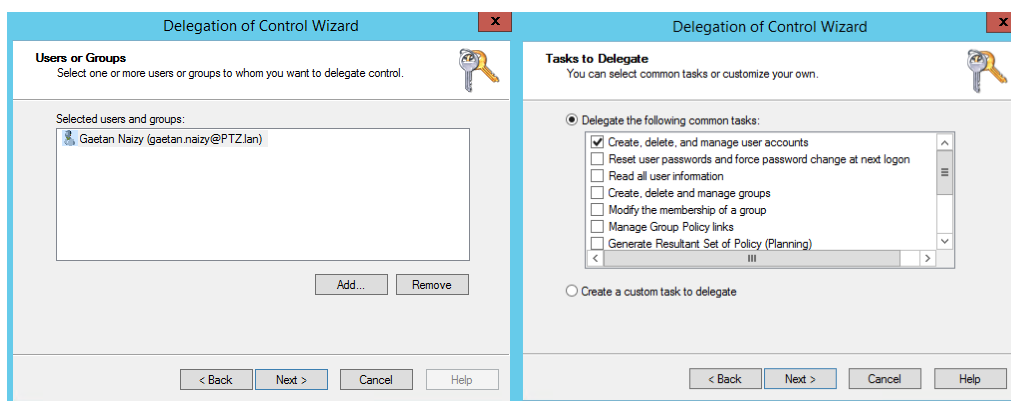 Delegation of Control Wizard
x
Users or Groups
Select one or more users or groups to whom you want to delegate control.
Selected users and groups:
Gaetan Naizy (gaetan.naizy@PTZ.lan)
Add...
Remove
< Back
Next >
Cancel
Help
Delegation of Control Wizard
x
Tasks to Delegate
You can select common tasks or customize your own.
Delegate the following common tasks:
Create, delete, and manage user accounts
Reset user passwords and force password change at next logon
Read all user information
Create, delete and manage groups
Modify the membership of a group
Manage Group Policy links
Generate Resultant Set of Policy (Planning)
Create a custom task to delegate
< Back
Next >
Cancel
Help